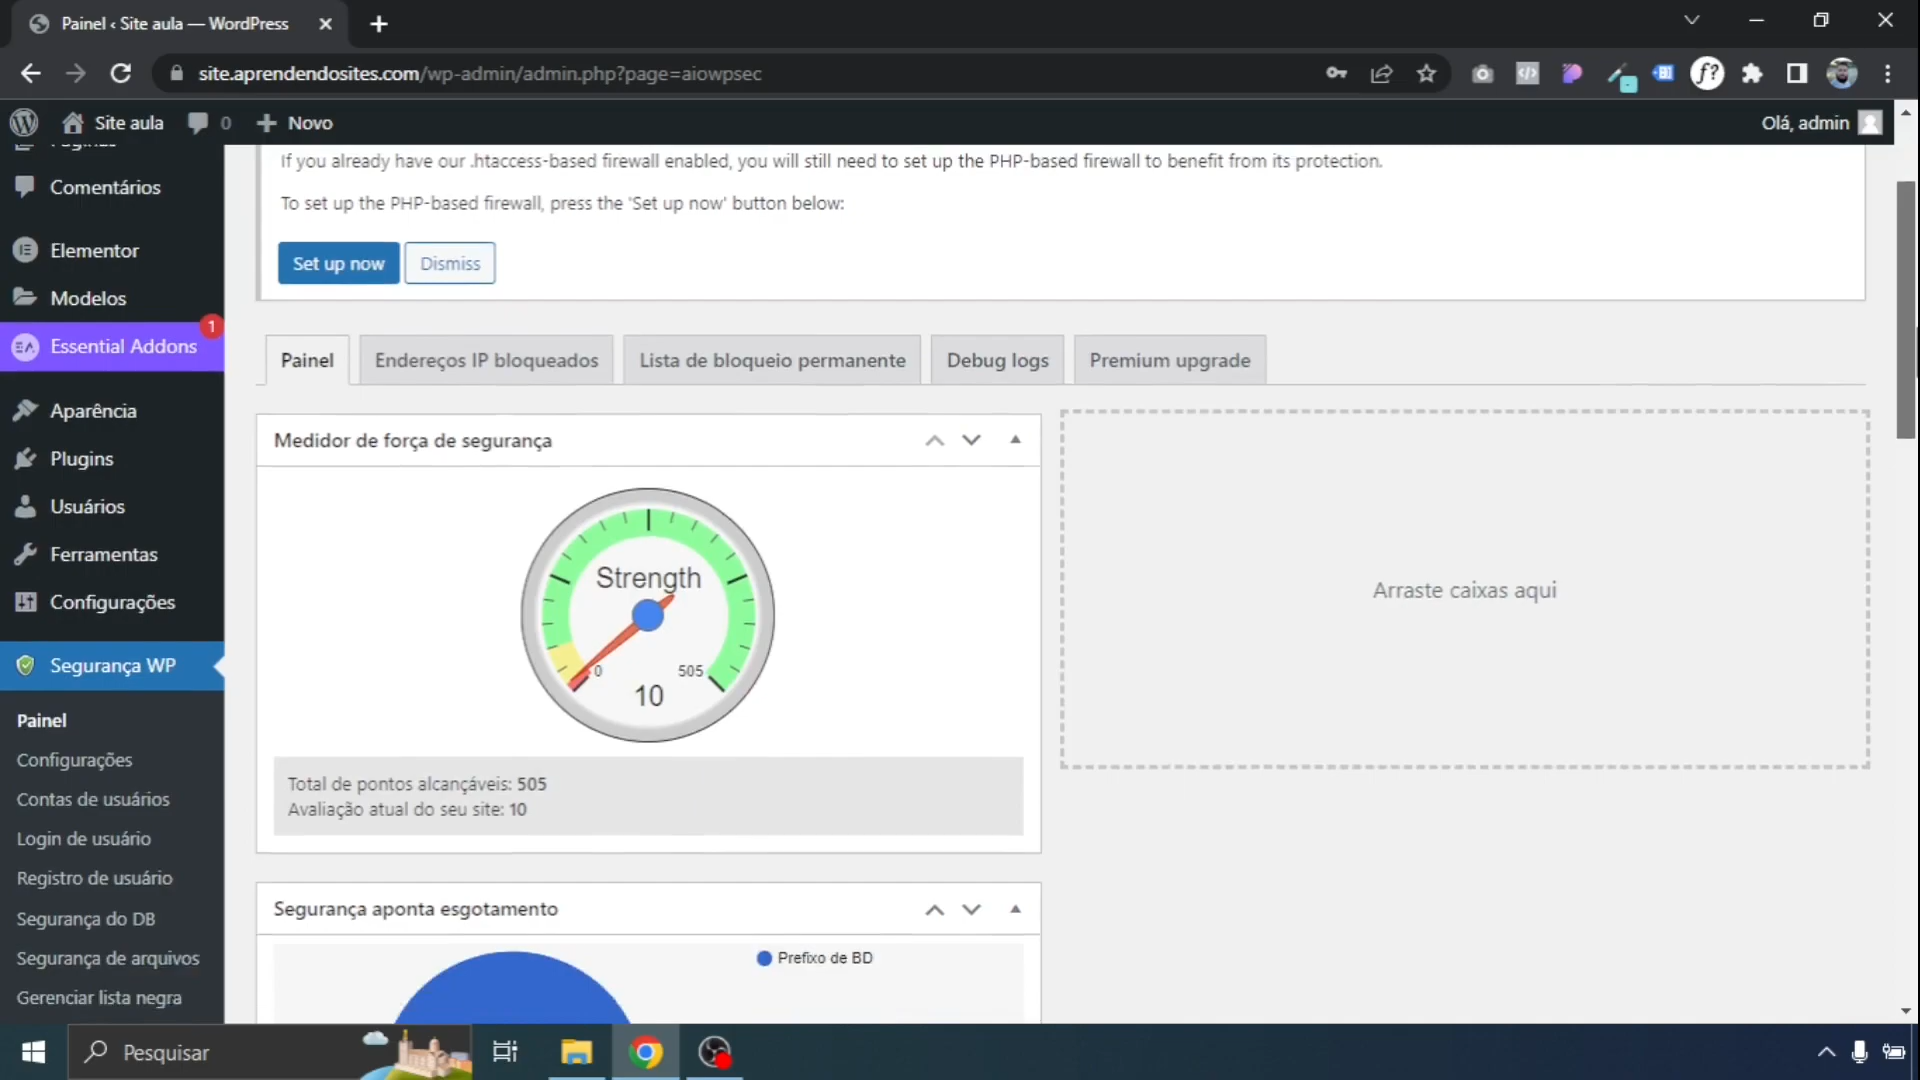 Painel ‹ Site aula — WordPress
site.aprendendosites.com/wp-admin/admin.php?page=aiowpsec
Site aula
0
Novo
Olá, admin
Páginas
Comentários
Elementor
Modelos
Essential Addons
1
Aparência
Plugins
Usuários
Ferramentas
Configurações
Segurança WP
Painel
Configurações
Contas de usuários
Login de usuário
Registro de usuário
Segurança do DB
Segurança de arquivos
Gerenciar lista negra
If you already have our .htaccess-based firewall enabled, you will still need to set up the PHP-based firewall to benefit from its protection.
To set up the PHP-based firewall, press the 'Set up now' button below:
Set up now
Dismiss
Painel
Endereços IP bloqueados
Lista de bloqueio permanente
Debug logs
Premium upgrade
Medidor de força de segurança
Strength
0
505
10
Total de pontos alcançáveis: 505
Avaliação atual do seu site: 10
Arraste caixas aqui
Segurança aponta esgotamento
Prefixo de BD
Pesquisar